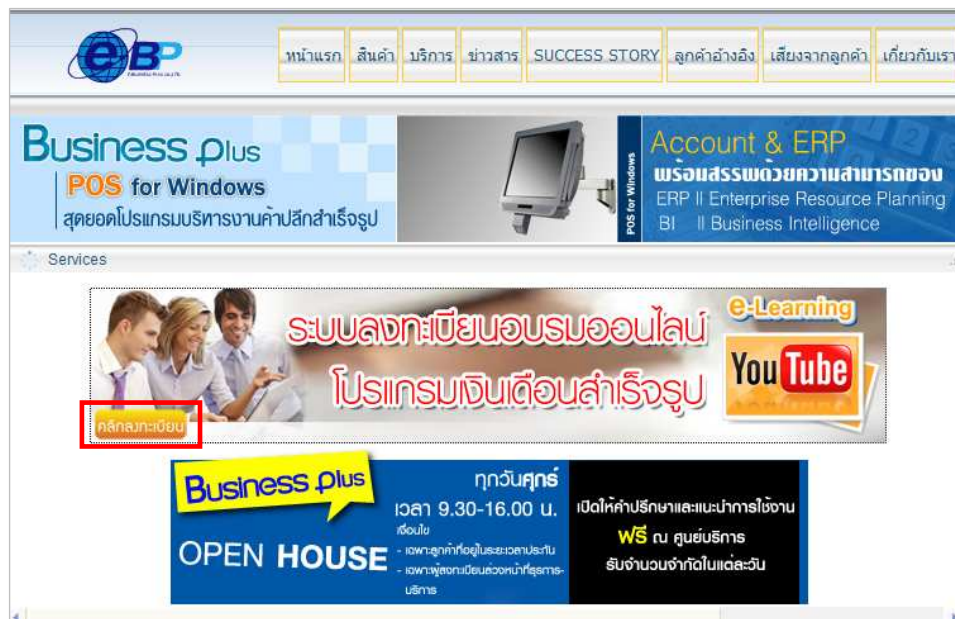 eBP
หน้าแรก สินค้า บริการ ข่าวสาร SUCCESS STORY ลูกค้าอ้างอิง เสียงจากลูกค้า เกี่ยวกับเรา
Business Plus
POS for Windows
สุดยอดโปรแกรมบริหารงานค้าปลีกสำเร็จรูป
POS for Windows
Account & ERP
พร้อมสรรพด้วยความสามารถของ
ERP II Enterprise Resource Planning
BI II Business Intelligence
Services
ระบบลงทะเบียนอบรมออนไลน์
โปรแกรมเงินเดือนสำเร็จรูป
e-Learning
You Tube
คลิกลงทะเบียน
Business Plus
OPEN HOUSE
ทุกวันศุกร์
เวลา 9.30-16.00 น.
เงื่อนไข
- เฉพาะลูกค้าที่อยู่ในระยะเวลาประกัน
- เฉพาะผู้ลงทะเบียนล่วงหน้าที่ธุรการ-
บริการ
เปิดให้คำปรึกษาและแนะนำการใช้งาน
ฟรี ณ ศูนย์บริการ
รับจำนวนจำกัดในแต่ละวัน